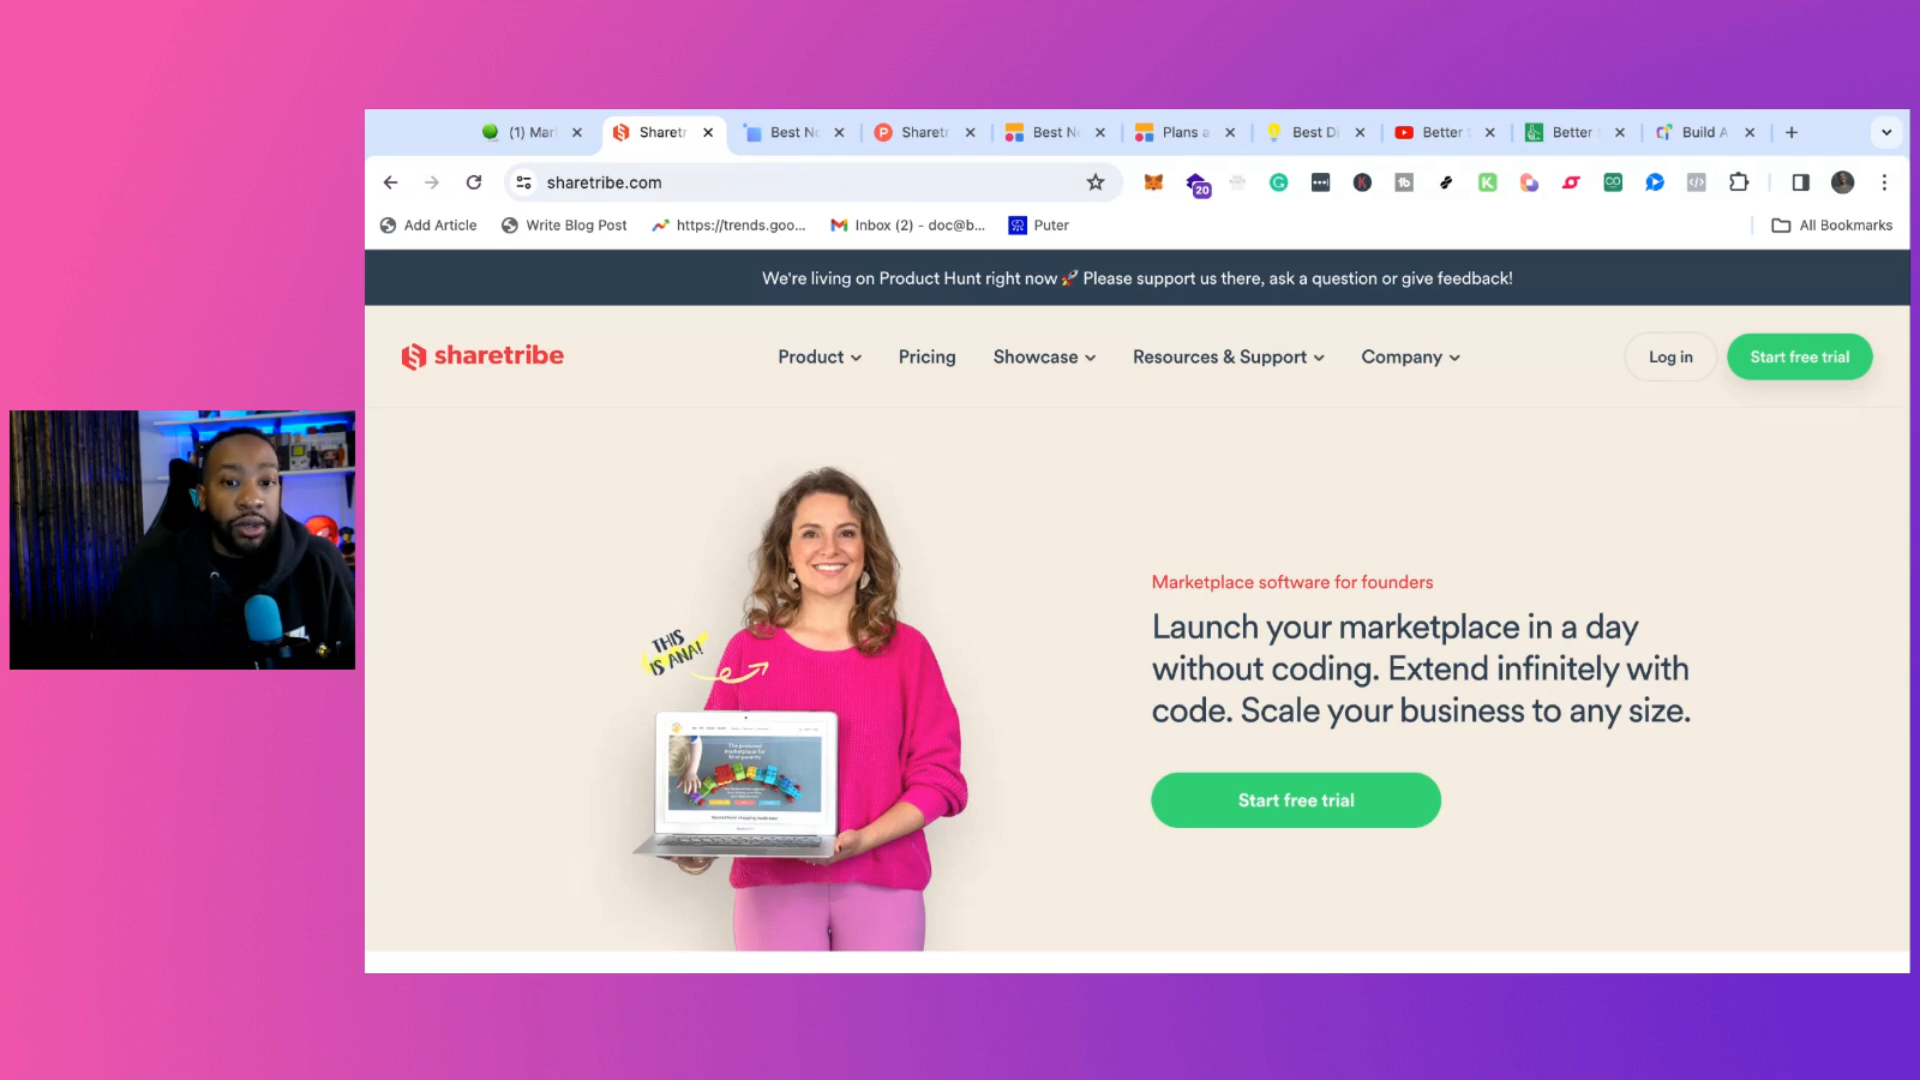 (1) Mar
Sharetr
Best No
Sharetr
Best No
Plans a
Best Di
Better
Better
Build A
sharetribe.com
20
Add Article
Write Blog Post
https://trends.goo...
Inbox (2) - doc@b...
Puter
All Bookmarks
We're living on Product Hunt right now 🚀 Please support us there, ask a question or give feedback!
sharetribe
Product
Pricing
Showcase
Resources & Support
Company
Log in
Start free trial
THIS
IS ANA!
Marketplace software for founders
Launch your marketplace in a day
without coding. Extend infinitely with
code. Scale your business to any size.
Start free trial